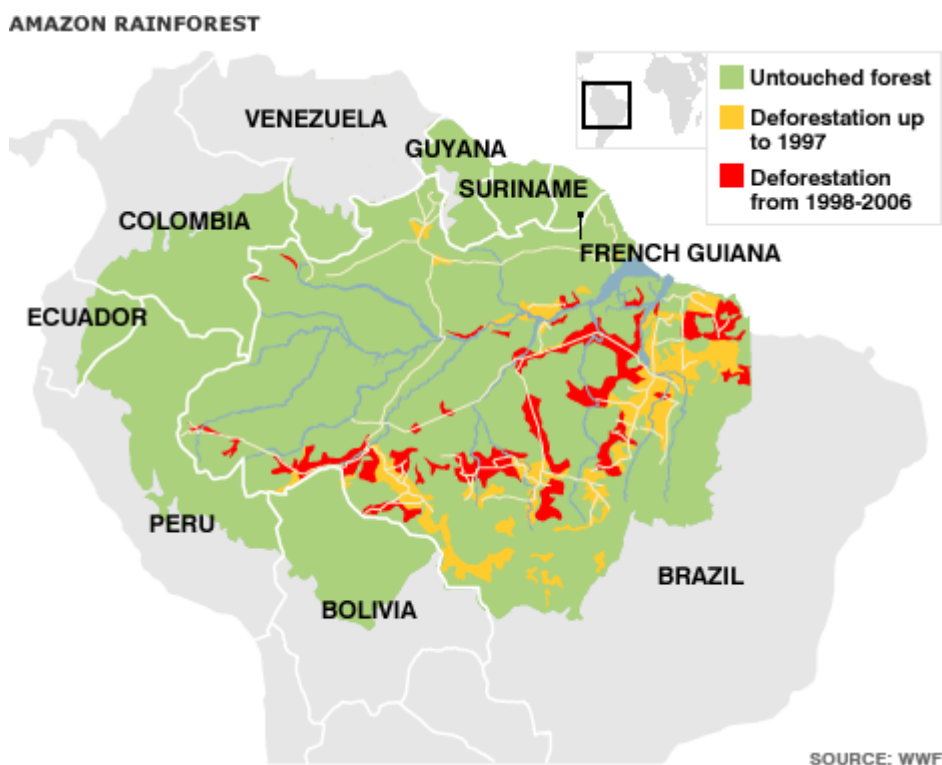 AMAZON RAINFOREST
Untouched forest
Deforestation up
to 1997
Deforestation
from 1998-2006
VENEZUELA
GUYANA
SURINAME
COLOMBIA
FRENCH GUIANA
ECUADOR
PERU
BRAZIL
BOLIVIA
SOURCE: WWF